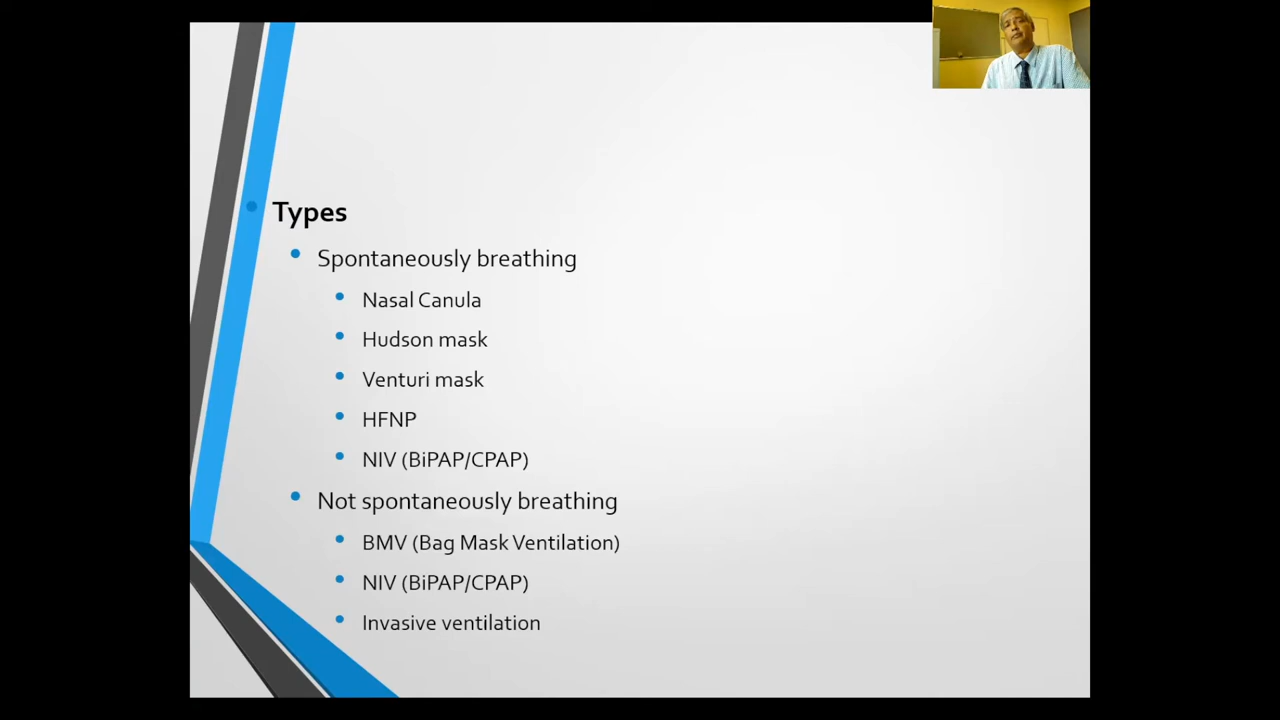 Types
Spontaneously breathing
Nasal Canula
Hudson mask
Venturi mask
HFNP
NIV (BiPAP/CPAP)
Not spontaneously breathing
BMV (Bag Mask Ventilation)
NIV (BiPAP/CPAP)
Invasive ventilation